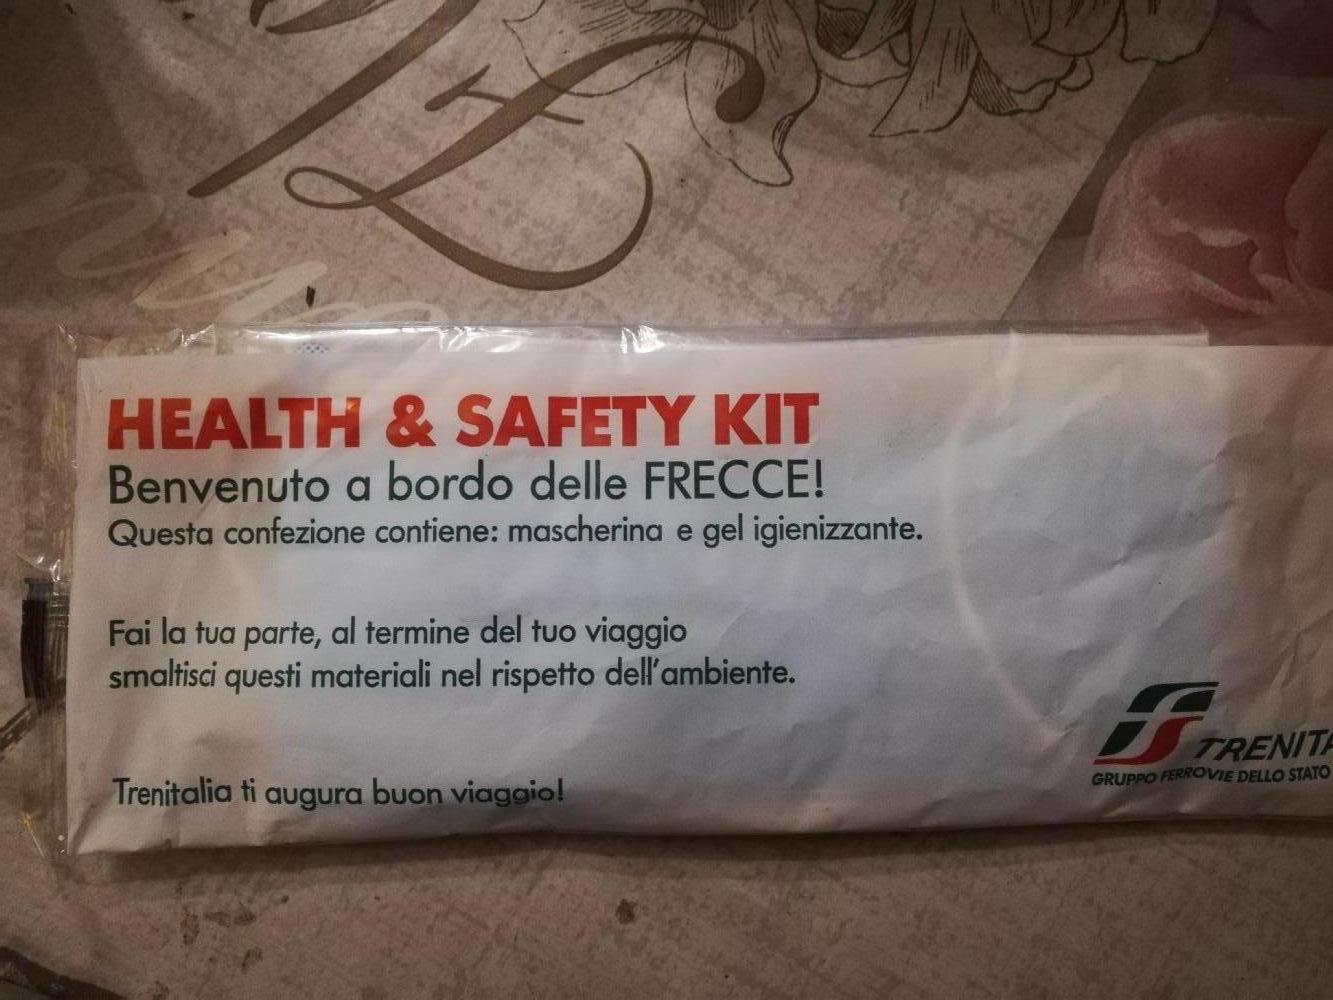 HEALTH & SAFETY KIT
Benvenuto a bordo delle FRECCE!
Questa confezione contiene: mascherina e gel igienizzante.
Fai la tua parte, al termine del tuo viaggio
smaltisci questi materiali nel rispetto dell'ambiente.
Trenitalia ti augura buon viaggio!
GRUPPO FERROVIE DELLO STATO